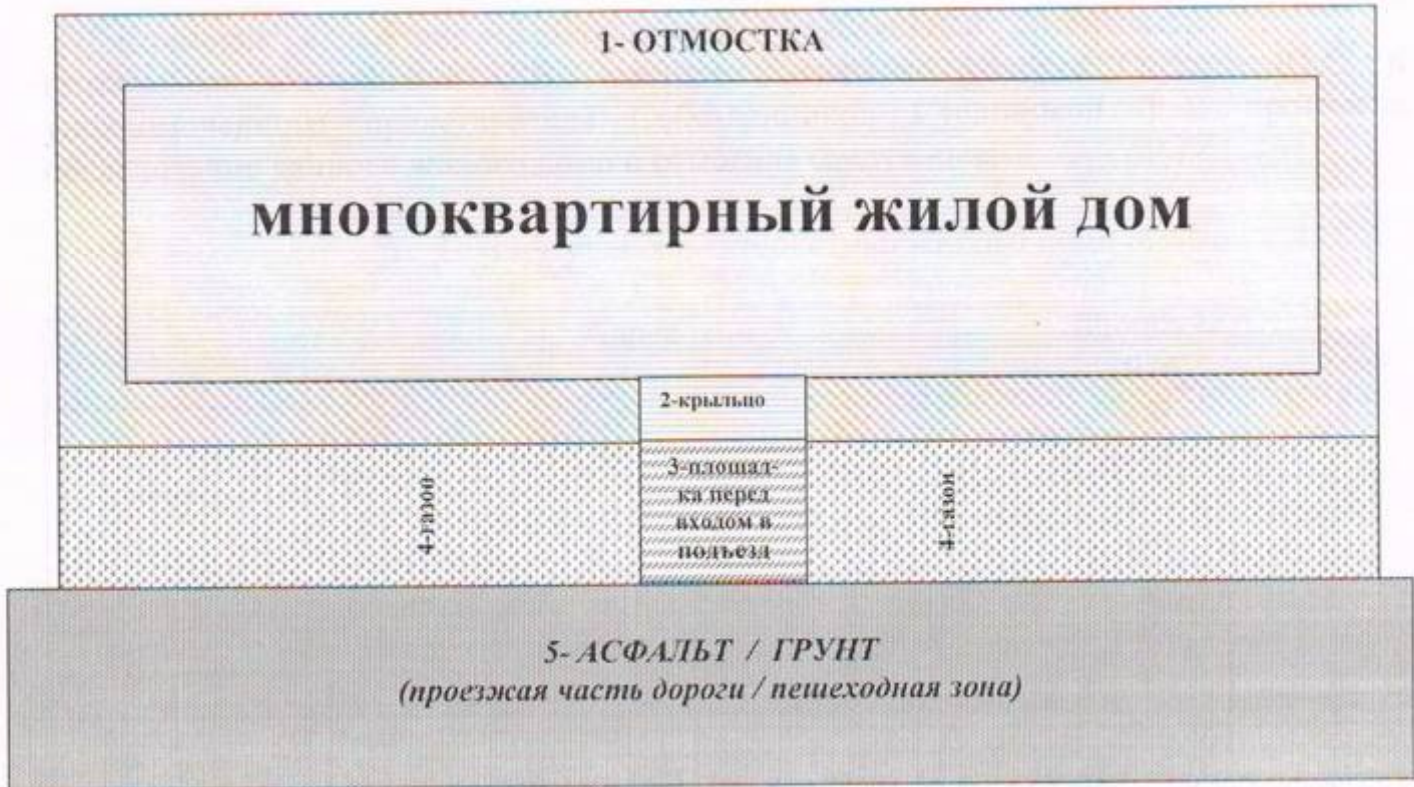 1- ОТМОСТКА
многоквартирный жилой дом
2-крыльцо
3-площад-
ка перед
входом в
подъезд
4-газон
4-газон
5- АСФАЛЬТ / ГРУНТ
(проезжая часть дороги / пешеходная зона)